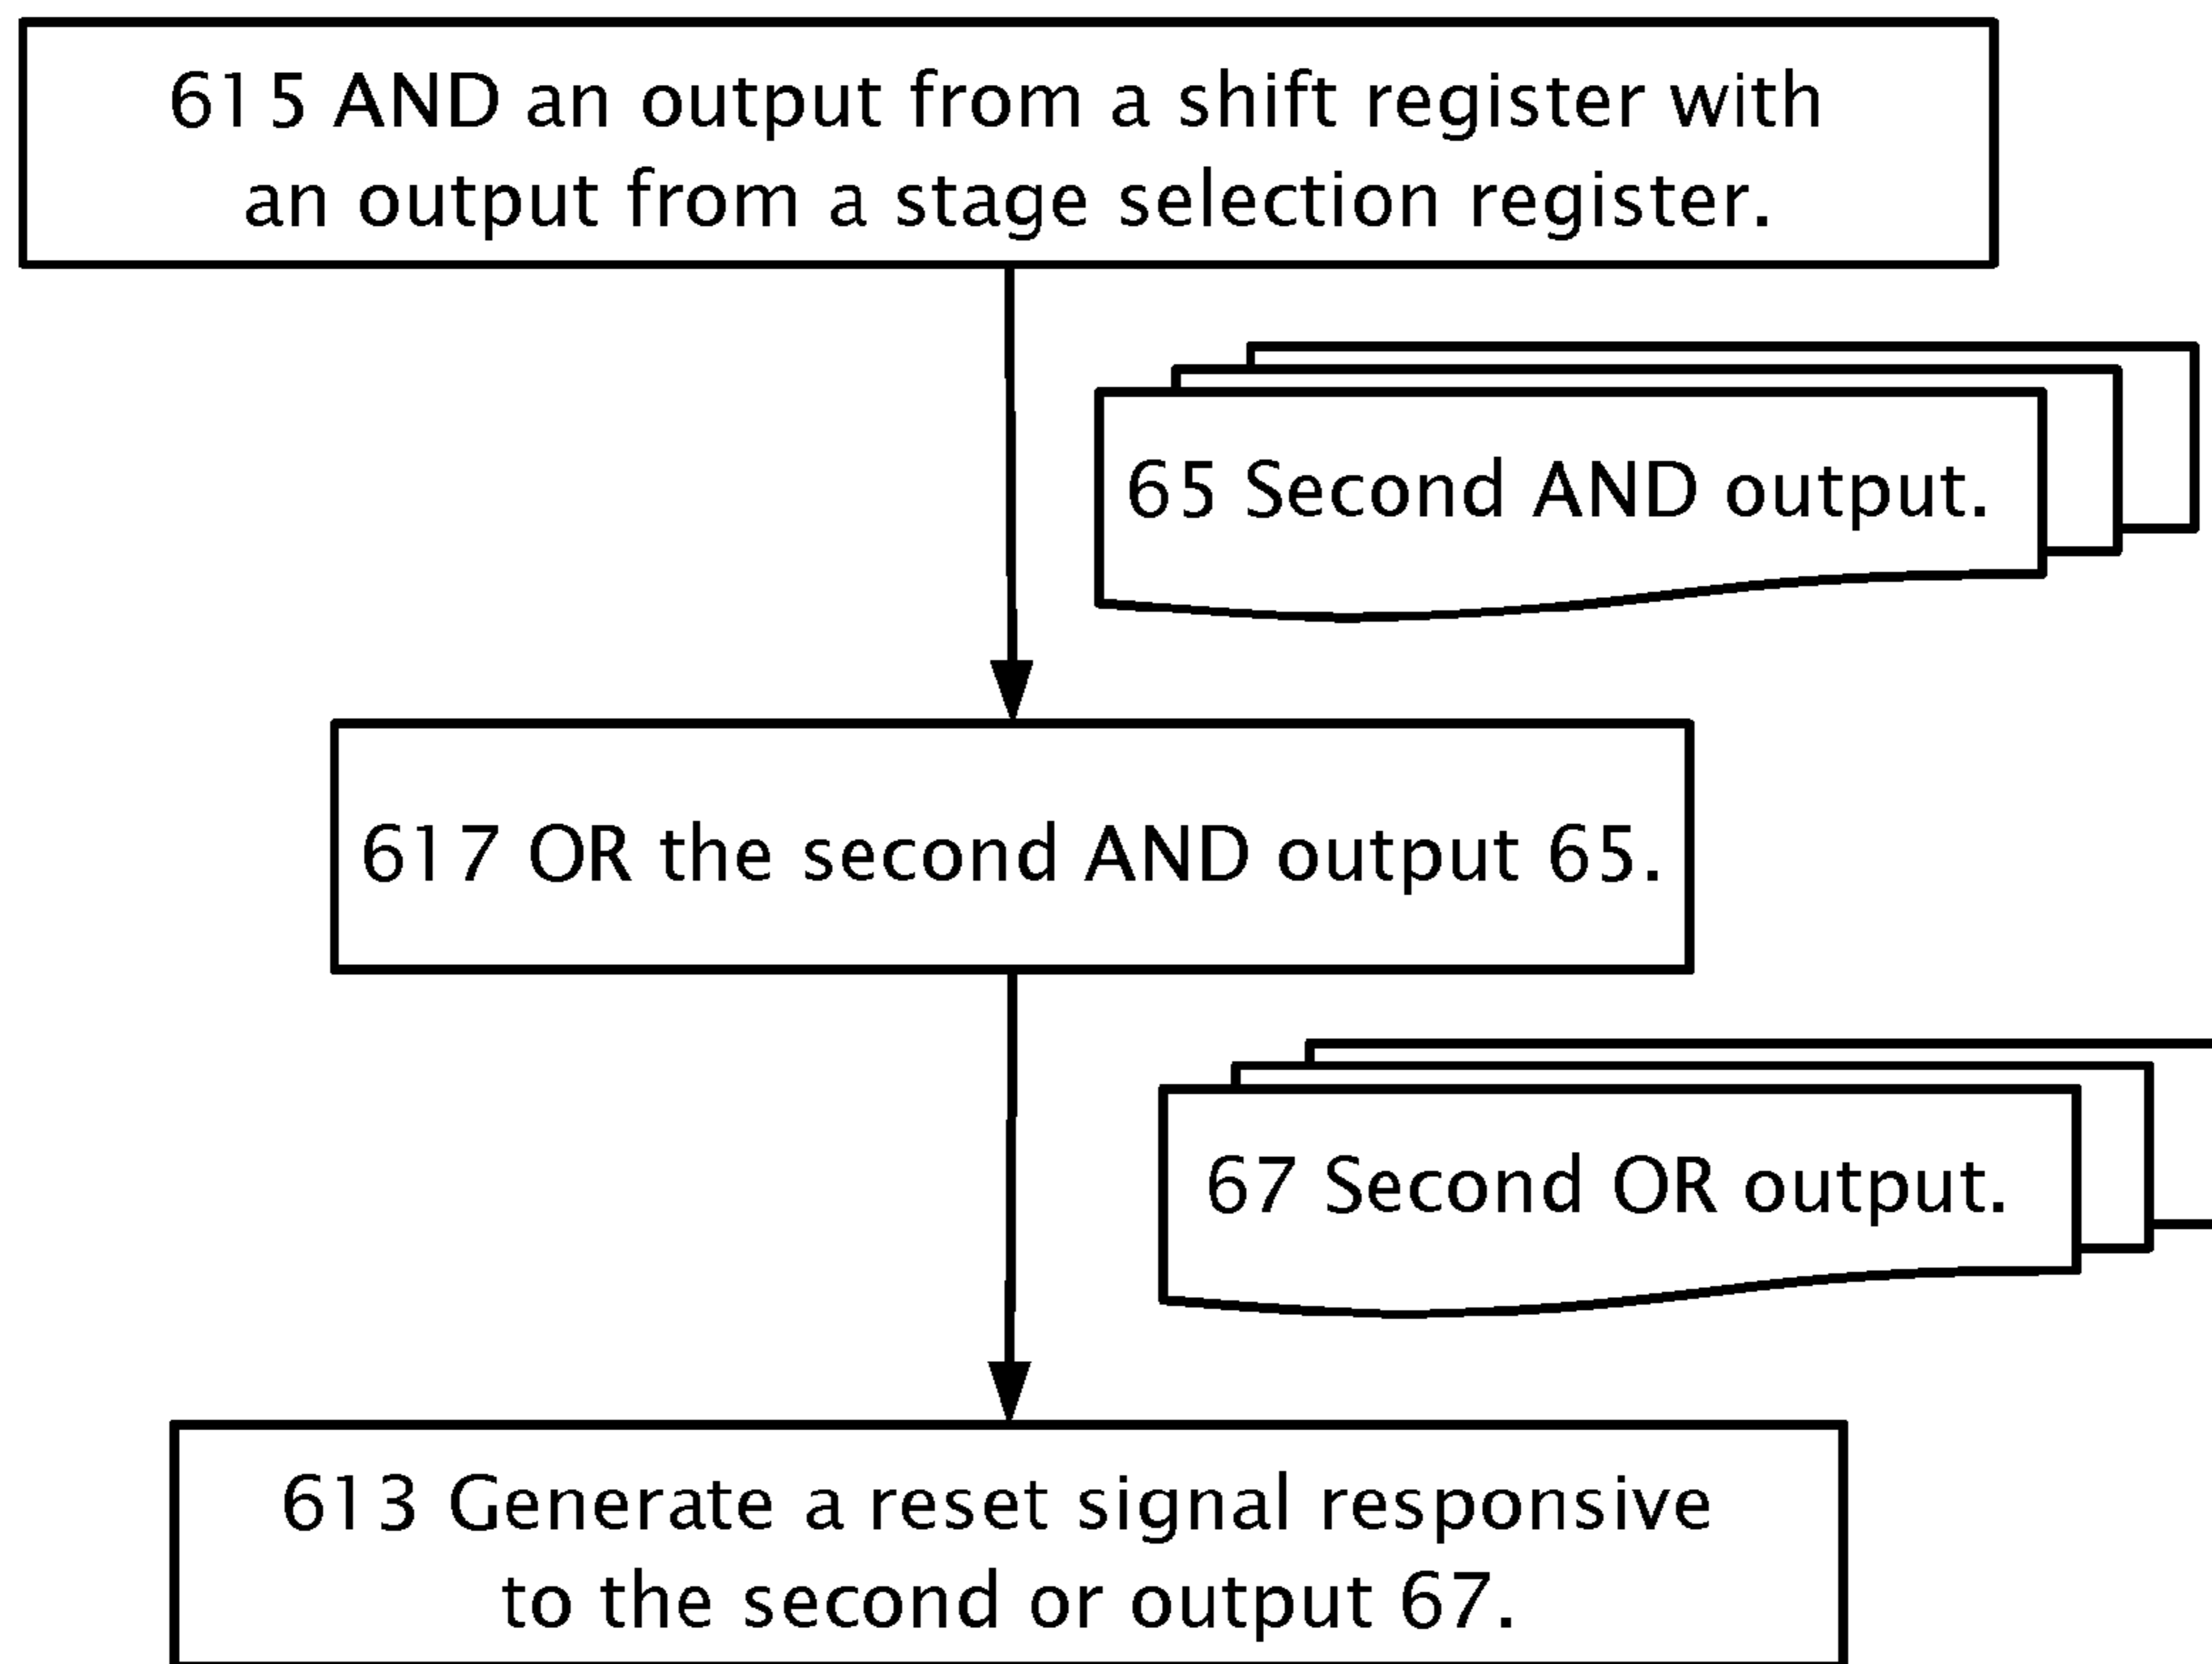 615 AND an output from a shift register with
an output from a stage selection register.
65 Second AND output.
617 OR the second AND output 65.
67 Second OR output.
613 Generate a reset signal responsive
to the second or output 67.